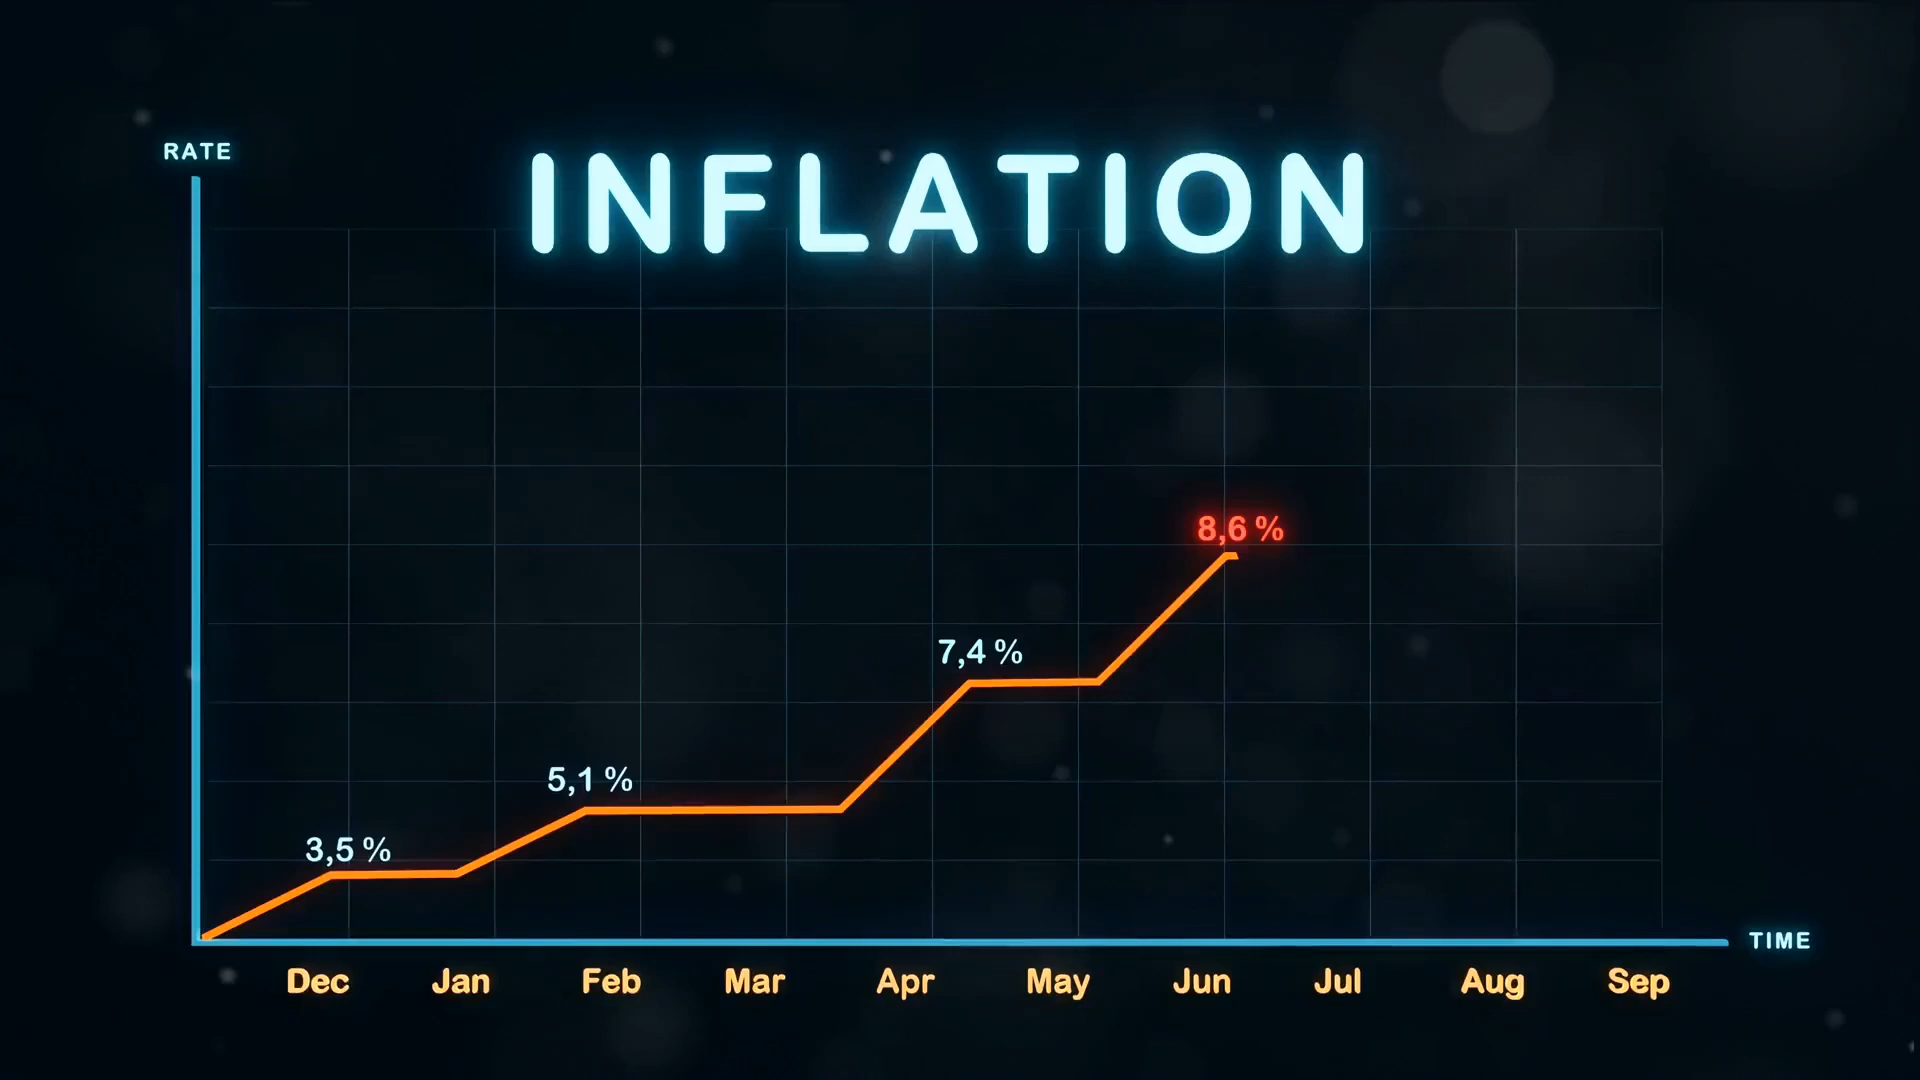 RATE
INFLATION
8,6 %
7,4 %
5,1 %
3,5 %
TIME
Dec Jan Feb Mar Apr May Jun Jul Aug Sep